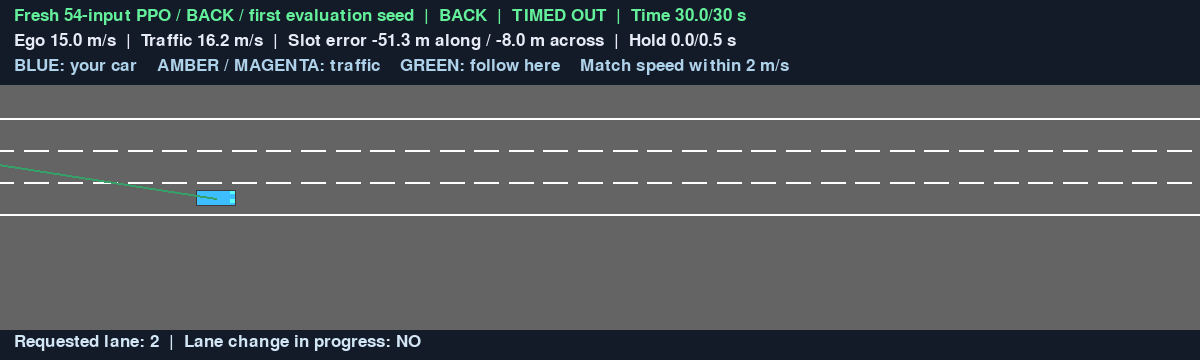 Fresh 54-input PPO / BACK / first evaluation seed | BACK | TIMED OUT | Time 30.0/30 s
Ego 15.0 m/s | Traffic 16.2 m/s | Slot error -51.3 m along / -8.0 m across | Hold 0.0/0.5 s
BLUE: your car AMBER / MAGENTA: traffic GREEN: follow here Match speed within 2 m/s
Requested lane: 2 | Lane change in progress: NO